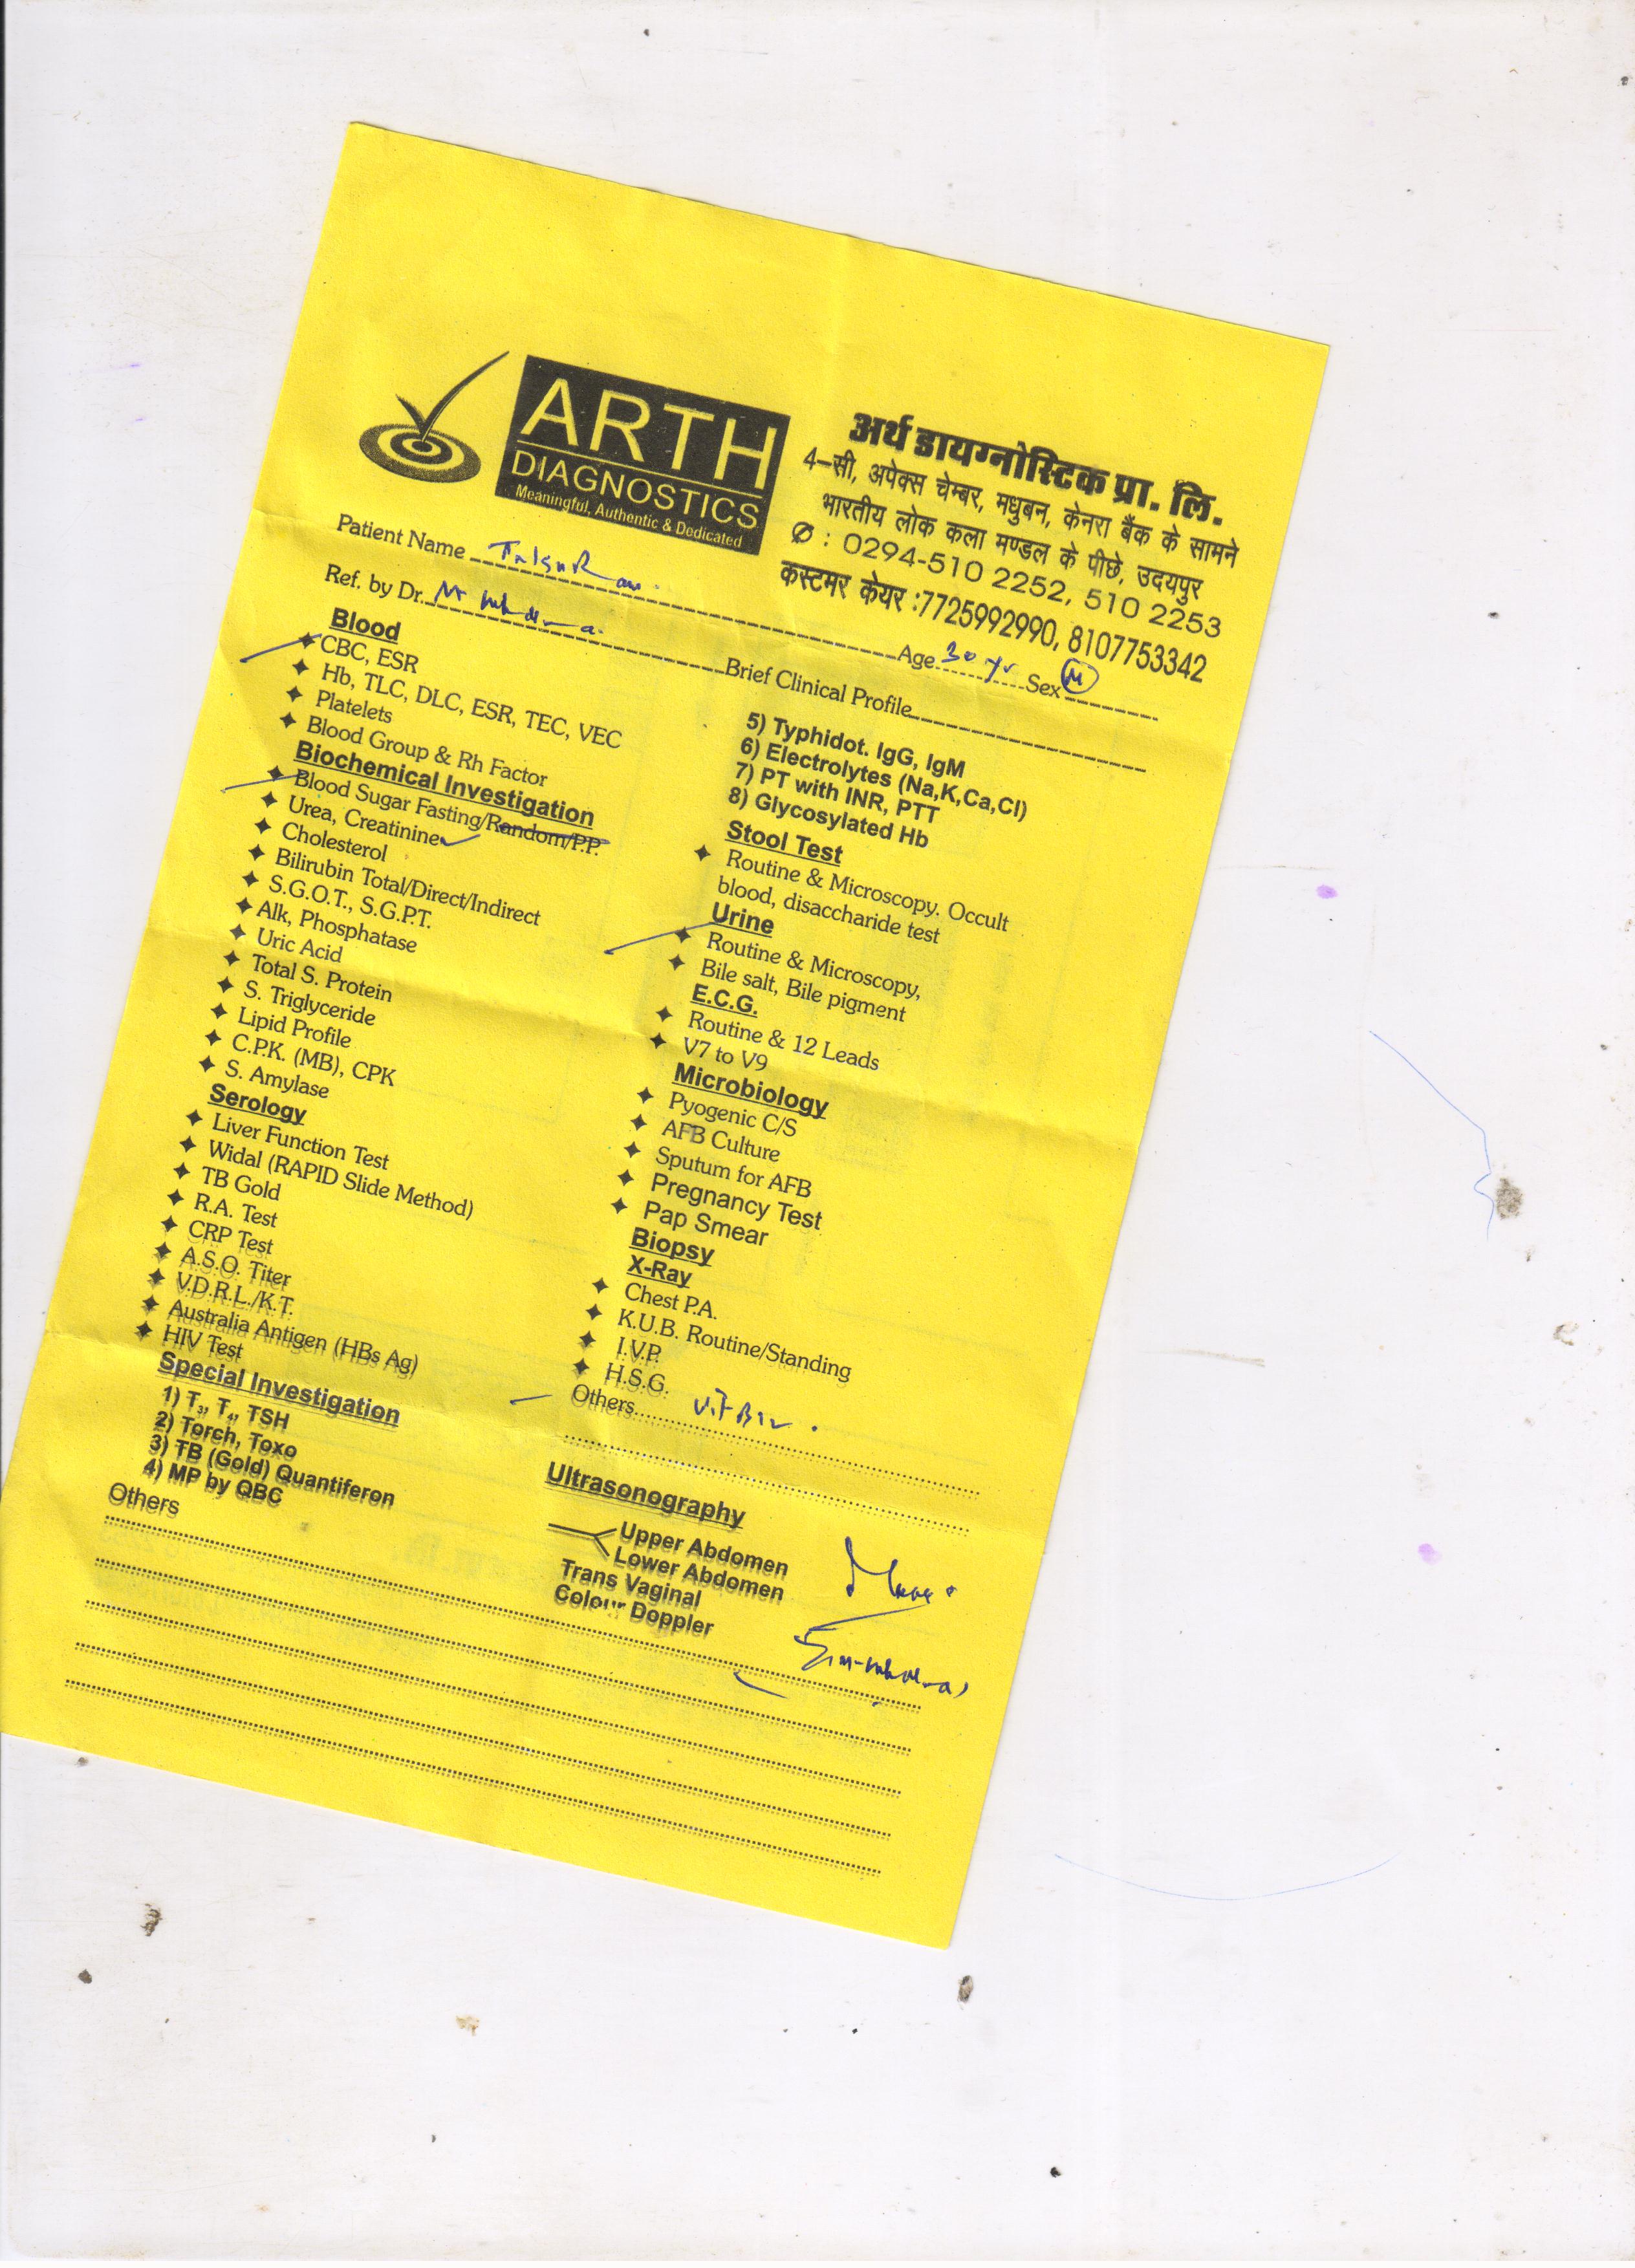 ARTH
DIAGNOSTICS
Meaningful, Authentic & Dedicated
अर्थ डायग्नोस्टिक प्रा. लि.
4-सी, अपेक्स चेम्बर, मधुबन, केनरा बैंक के सामने
भारतीय लोक कला मण्डल के पीछे, उदयपुर
: 0294-510 2252, 510 2253
कस्टमर केयर :7725992990, 8107753342
Patient Name
Age 30 yr Sex M
Ref. by Dr.
Brief Clinical Profile
Blood
CBC, ESR
Hb, TLC, DLC, ESR, TEC, VEC
Platelets
Blood Group & Rh Factor
Biochemical Investigation
Blood Sugar Fasting/Random/P.P.
Urea, Creatinine
Cholesterol
Bilirubin Total/Direct/Indirect
S.G.O.T., S.G.P.T.
Alk, Phosphatase
Uric Acid
Total S. Protein
S. Triglyceride
Lipid Profile
C.P.K. (MB), CPK
S. Amylase
Serology
Liver Function Test
Widal (RAPID Slide Method)
TB Gold
R.A. Test
CRP Test
A.S.O. Titer
V.D.R.L./K.T.
Australia Antigen (HBs Ag)
HIV Test
Special Investigation
1) T3, T4, TSH
2) Torch, Toxo
3) TB (Gold) Quantiferon
4) MP by QBC
Others
5) Typhidot. IgG, IgM
6) Electrolytes (Na,K,Ca,Cl)
7) PT with INR, PTT
8) Glycosylated Hb
Stool Test
Routine & Microscopy. Occult
blood, disaccharide test
Urine
Routine & Microscopy,
Bile salt, Bile pigment
E.C.G.
Routine & 12 Leads
V7 to V9
Microbiology
Pyogenic C/S
AFB Culture
Sputum for AFB
Pregnancy Test
Pap Smear
Biopsy
X-Ray
Chest P.A.
K.U.B. Routine/Standing
I.V.P.
H.S.G.
Others Vit B12
Ultrasonography
Upper Abdomen
Lower Abdomen
Trans Vaginal
Colour Doppler